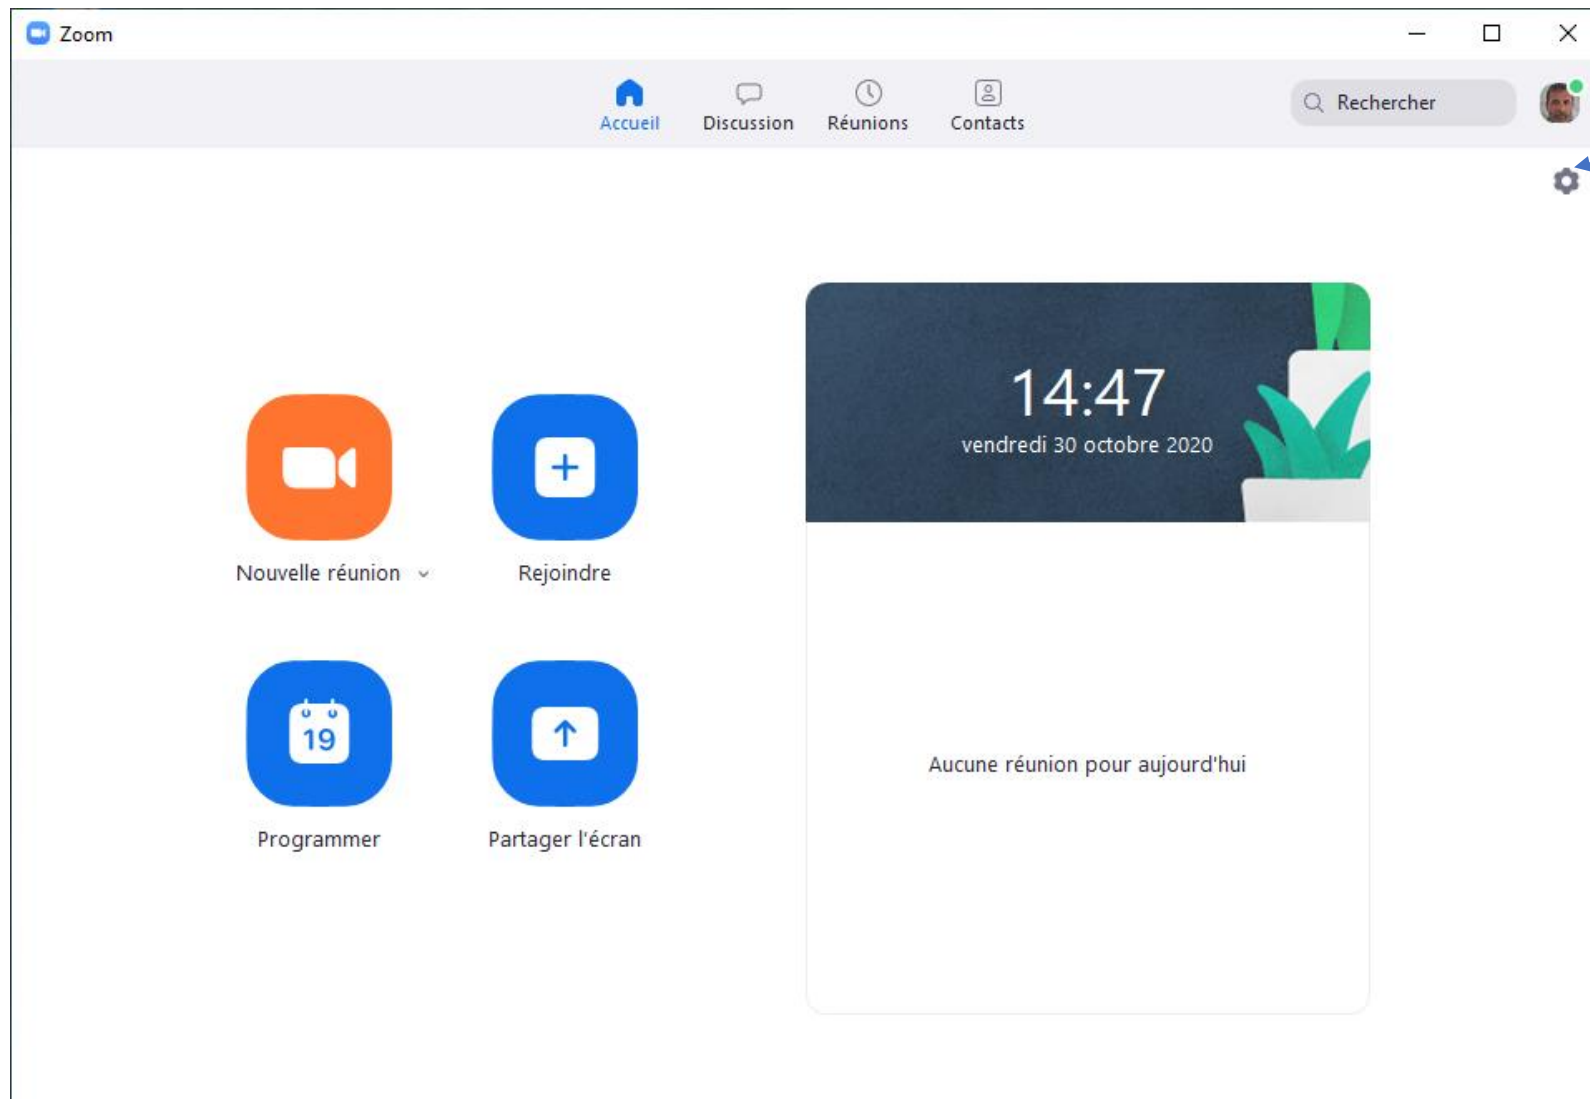 Zoom
Accueil Discussion Réunions Contacts
Rechercher
14:47
vendredi 30 octobre 2020
Nouvelle réunion
Rejoindre
19
Programmer
Partager l'écran
Aucune réunion pour aujourd'hui